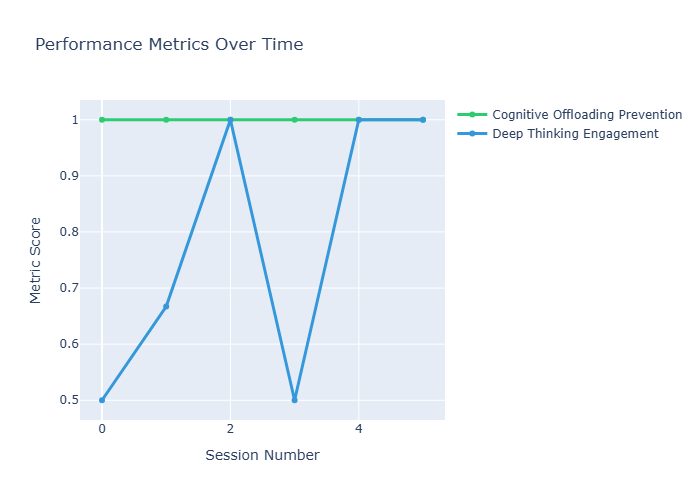 Performance Metrics Over Time
Cognitive Offloading Prevention
Deep Thinking Engagement
1
0.9
0.8
0.7
0.6
0.5
Metric Score
0 2 4
Session Number